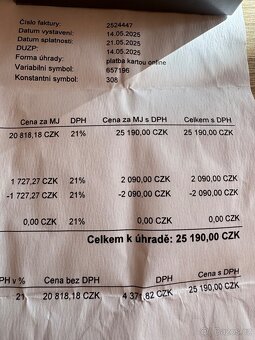 Číslo faktury: 2524447
Datum vystavení: 14.05.2025
Datum splatnosti: 21.05.2025
DUZP: 14.05.2025
Forma úhrady: platba kartou online
Variabilní symbol: 657196
Konstantní symbol: 308
Cena za MJ DPH Cena za MJ s DPH Celkem s DPH
20 818,18 CZK 21% 25 190,00 CZK 25 190,00 CZK
1 727,27 CZK 21% 2 090,00 CZK 2 090,00 CZK
-1 727,27 CZK 21% -2 090,00 CZK -2 090,00 CZK
0,00 CZK 21% 0,00 CZK 0,00 CZK
Celkem k úhradě: 25 190,00 CZK
PH v % Cena bez DPH DPH Cena s DPH
21 20 818,18 CZK 4 371,82 CZK 25 190,00 CZK